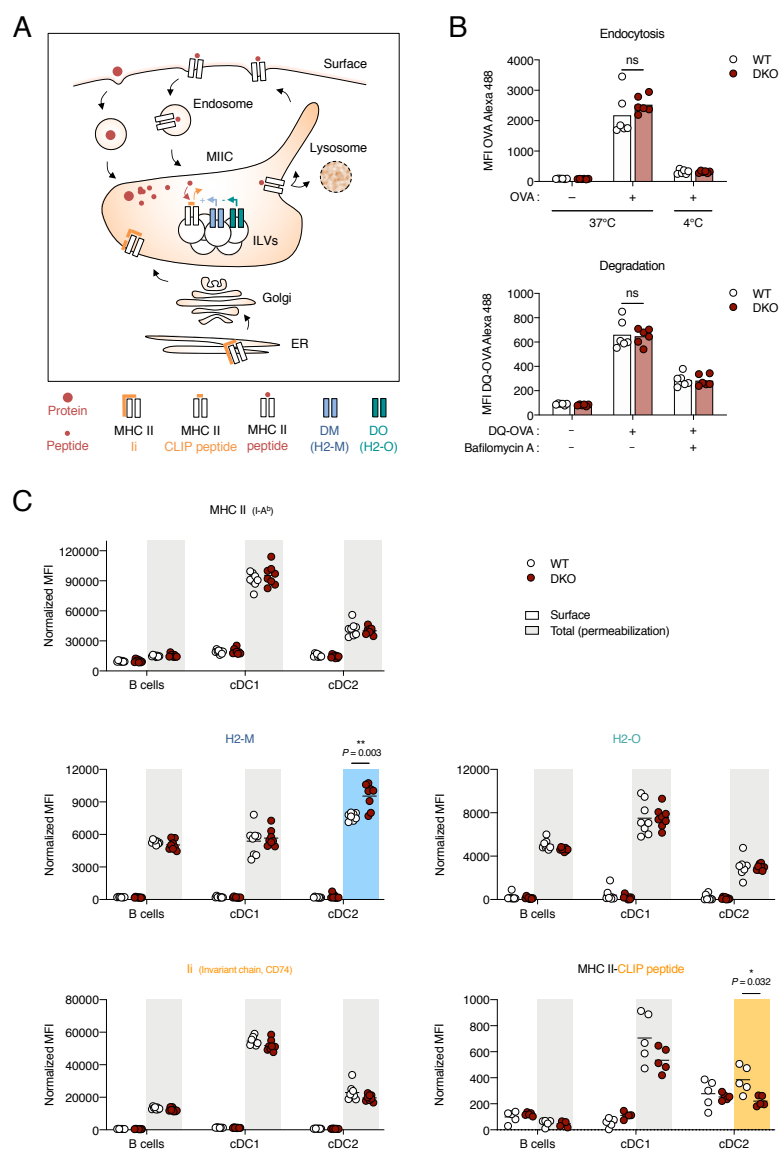 A
Surface
Endosome
MIIC
Lysosome
ILVs
Golgi
ER
Protein
Peptide
MHC II
Ii
MHC II
CLIP peptide
MHC II
peptide
DM
(H2-M)
DO
(H2-O)
B
Endocytosis
WT
DKO
ns
MFI OVA Alexa 488
4000
3000
2000
1000
0
OVA : – + +
37°C 4°C
Degradation
WT
DKO
ns
MFI DQ-OVA Alexa 488
1000
800
600
400
200
0
DQ-OVA : – + +
Bafilomycin A : – – +
C
MHC II (I-Aᵇ)
Normalized MFI
120000
90000
60000
30000
0
B cells cDC1 cDC2
WT
DKO
Surface
Total (permeabilization)
H2-M
**
P = 0.003
Normalized MFI
12000
9000
6000
3000
0
B cells cDC1 cDC2
H2-O
Normalized MFI
12000
8000
4000
0
B cells cDC1 cDC2
Ii (Invariant chain, CD74)
Normalized MFI
80000
60000
40000
20000
0
B cells cDC1 cDC2
MHC II-CLIP peptide
*
P = 0.032
Normalized MFI
1000
800
600
400
200
0
B cells cDC1 cDC2